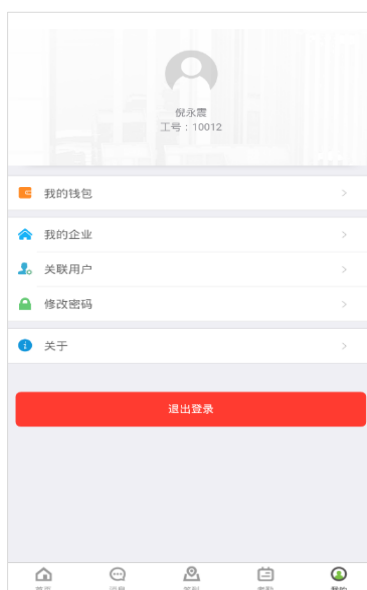 倪永震
工号：10012
我的钱包
我的企业
关联用户
修改密码
关于
退出登录